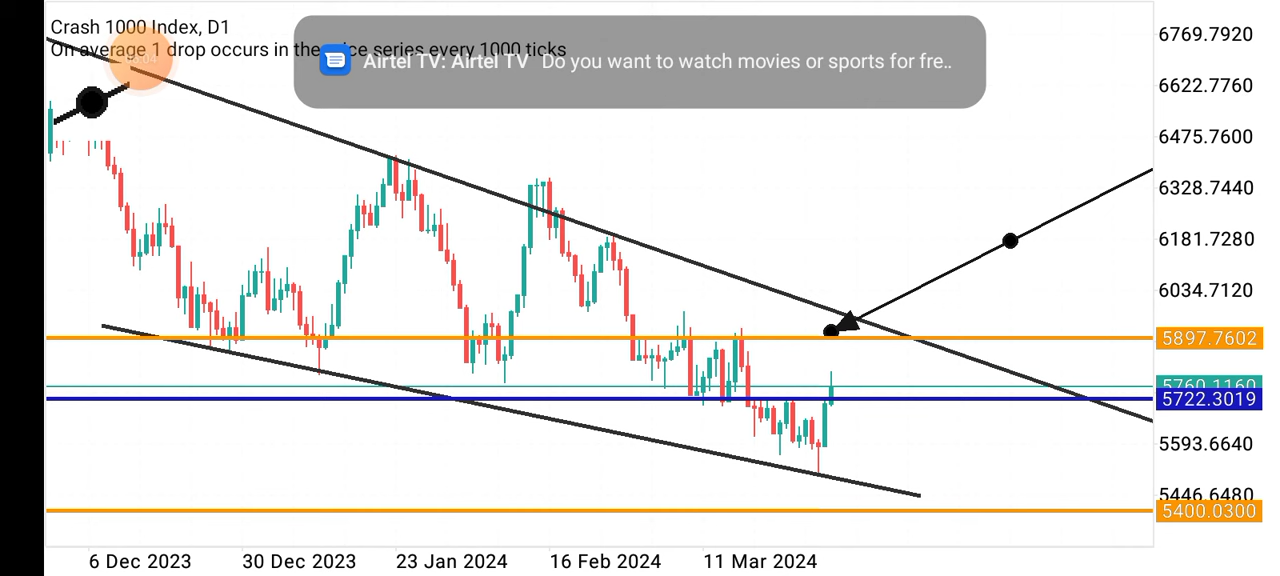 Crash 1000 Index, D1
On average 1 drop occurs in the price series every 1000 ticks
Airtel TV: Airtel TV Do you want to watch movies or sports for fre..
6769.7920
6622.7760
6475.7600
6328.7440
6181.7280
6034.7120
5897.7602
5760.1160
5722.3019
5593.6640
5446.6480
5400.0300
6 Dec 2023
30 Dec 2023
23 Jan 2024
16 Feb 2024
11 Mar 2024